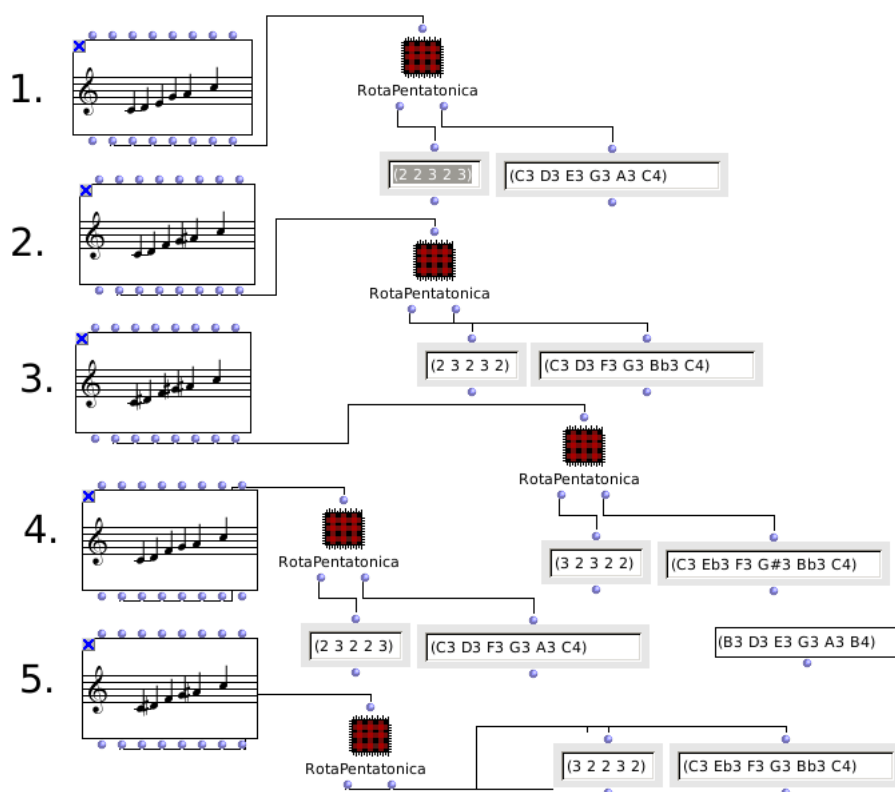 1.
RotaPentatonica
(2 2 3 2 3)
(C3 D3 E3 G3 A3 C4)
2.
RotaPentatonica
(2 3 2 3 2)
(C3 D3 F3 G3 Bb3 C4)
3.
RotaPentatonica
(3 2 3 2 2)
(C3 Eb3 F3 G#3 Bb3 C4)
4.
RotaPentatonica
(2 3 2 2 3)
(C3 D3 F3 G3 A3 C4)
(B3 D3 E3 G3 A3 B4)
5.
RotaPentatonica
(3 2 2 3 2)
(C3 Eb3 F3 G3 Bb3 C4)